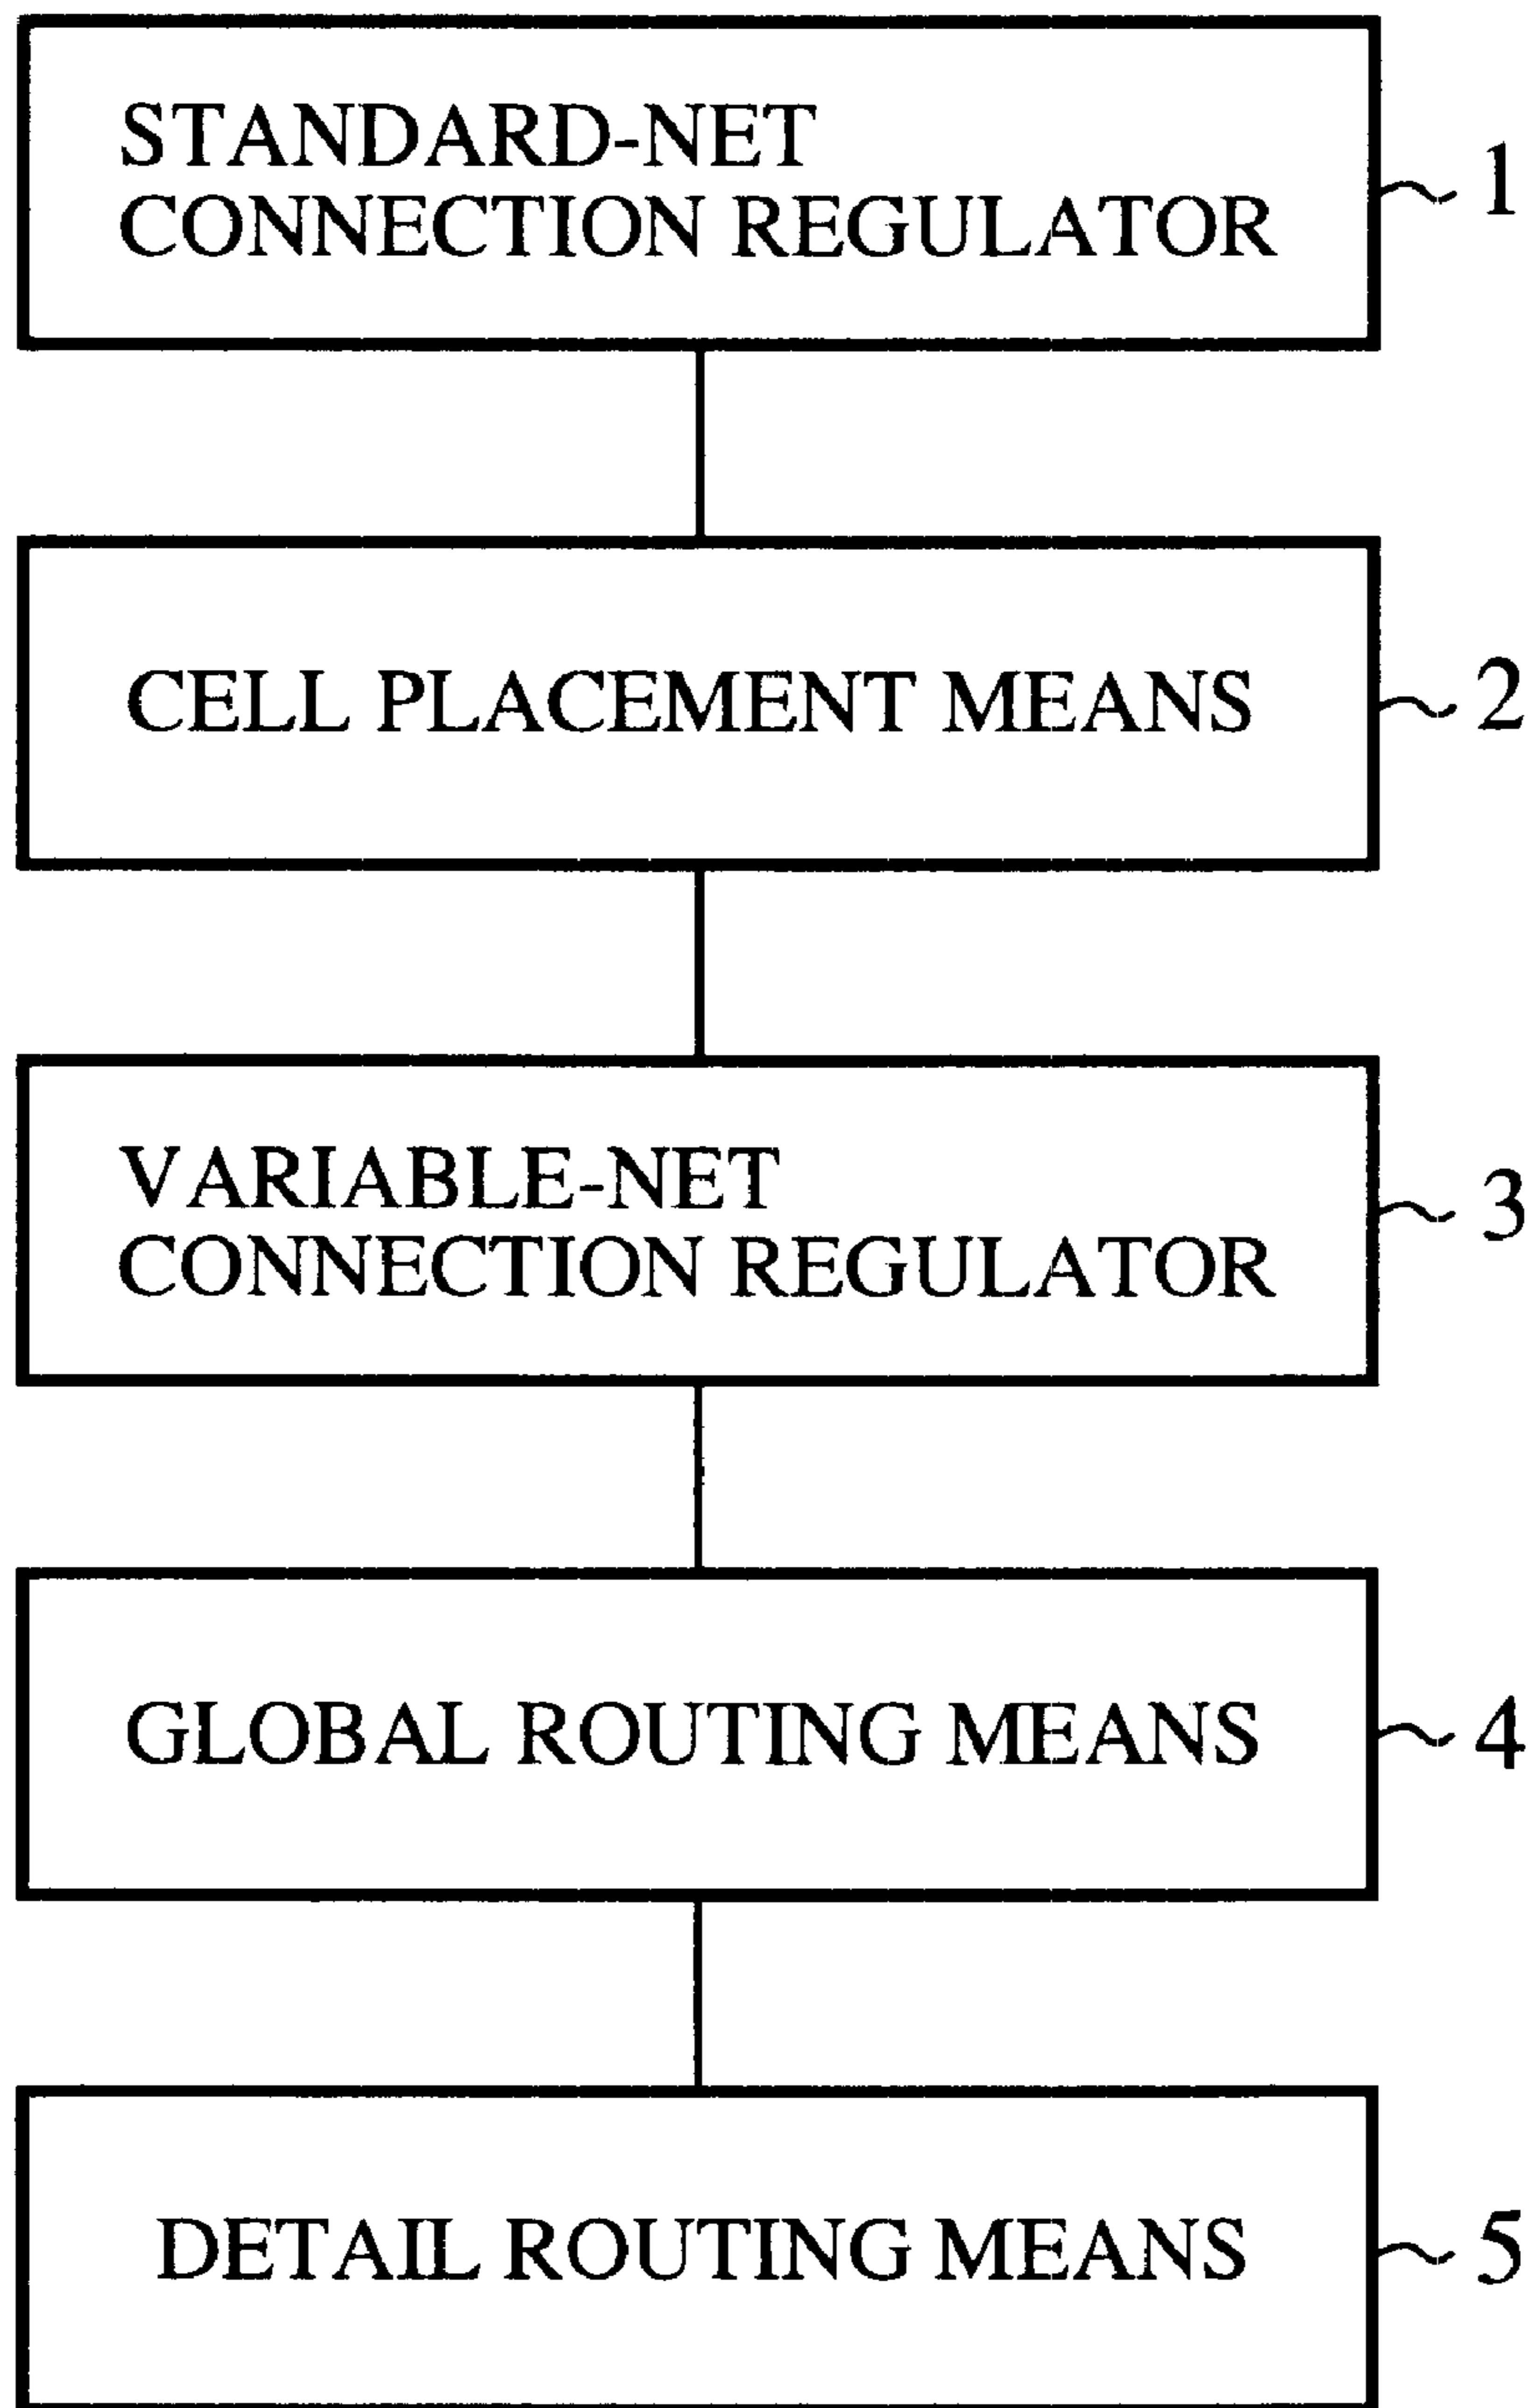 STANDARD-NET
CONNECTION REGULATOR
1
CELL PLACEMENT MEANS
2
VARIABLE-NET
CONNECTION REGULATOR
3
GLOBAL ROUTING MEANS
4
DETAIL ROUTING MEANS
5